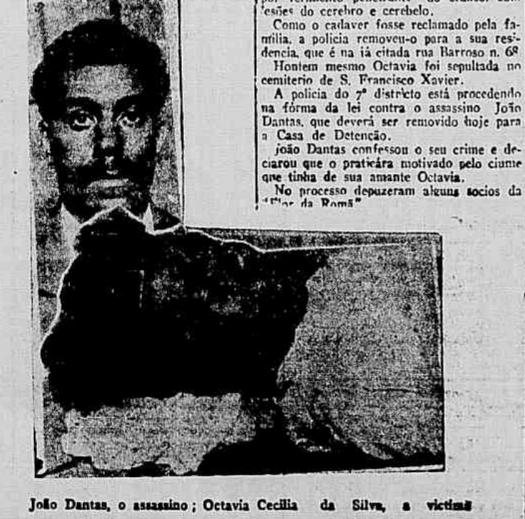 lesões do cerebro e cerebelo.
Como o cadaver fosse reclamado pela fa-
milia, a policia removeu-o para a sua resi-
dencia, que é na já citada rua Barroso n. 68
Hontem mesmo Octavia foi sepultada no
cemiterio de S. Francisco Xavier.
A policia do 7º districto está procedendo
na fórma da lei contra o assassino João
Dantas, que deverá ser removido hoje para
a Casa de Detenção.
João Dantas confessou o seu crime e de-
clarou que o praticára motivado pelo ciume
que tinha de sua amante Octavia.
No processo depuzeram alguns socios da
"Flor da Romã"
João Dantas, o assassino; Octavia Cecilia da Silva, a victima